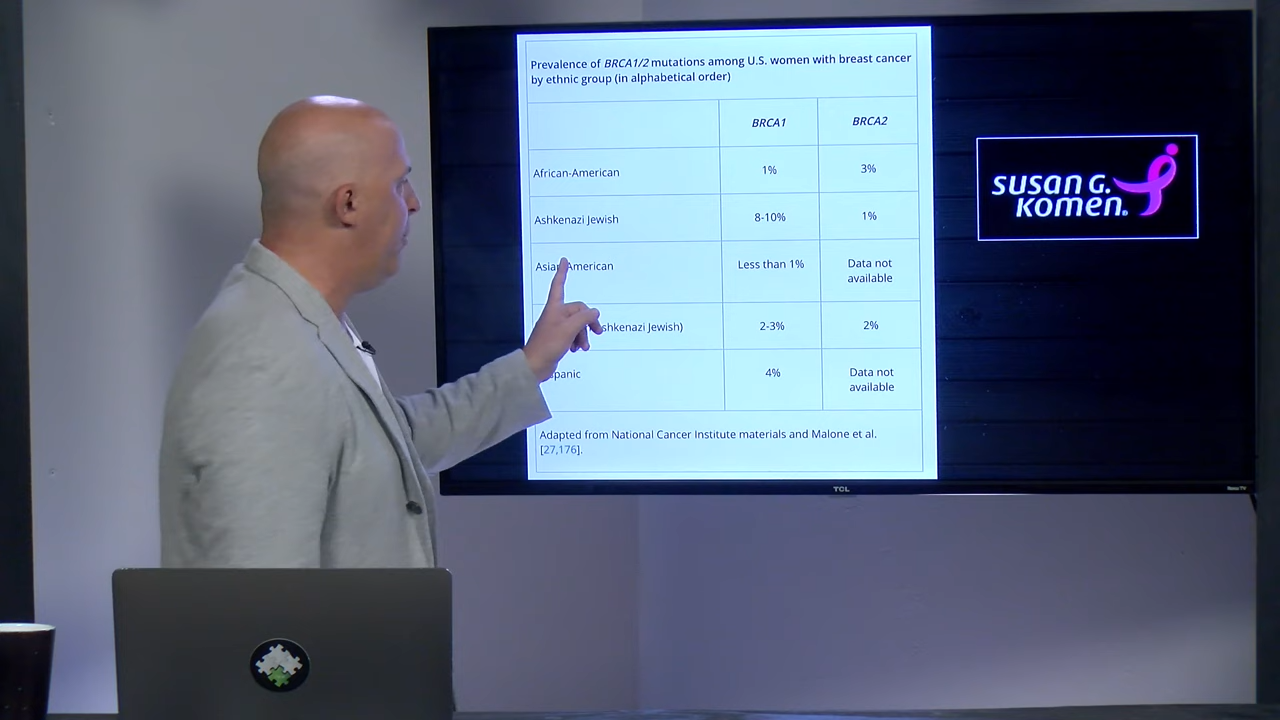 Prevalence of BRCA1/2 mutations among U.S. women with breast cancer
by ethnic group (in alphabetical order)
BRCA1 BRCA2
African-American 1% 3%
Ashkenazi Jewish 8-10% 1%
Asian American Less than 1% Data not
available
shkenazi Jewish) 2-3% 2%
panic 4% Data not
available
Adapted from National Cancer Institute materials and Malone et al.
[27,176].
susan G.
komen®
TCL
Roku TV